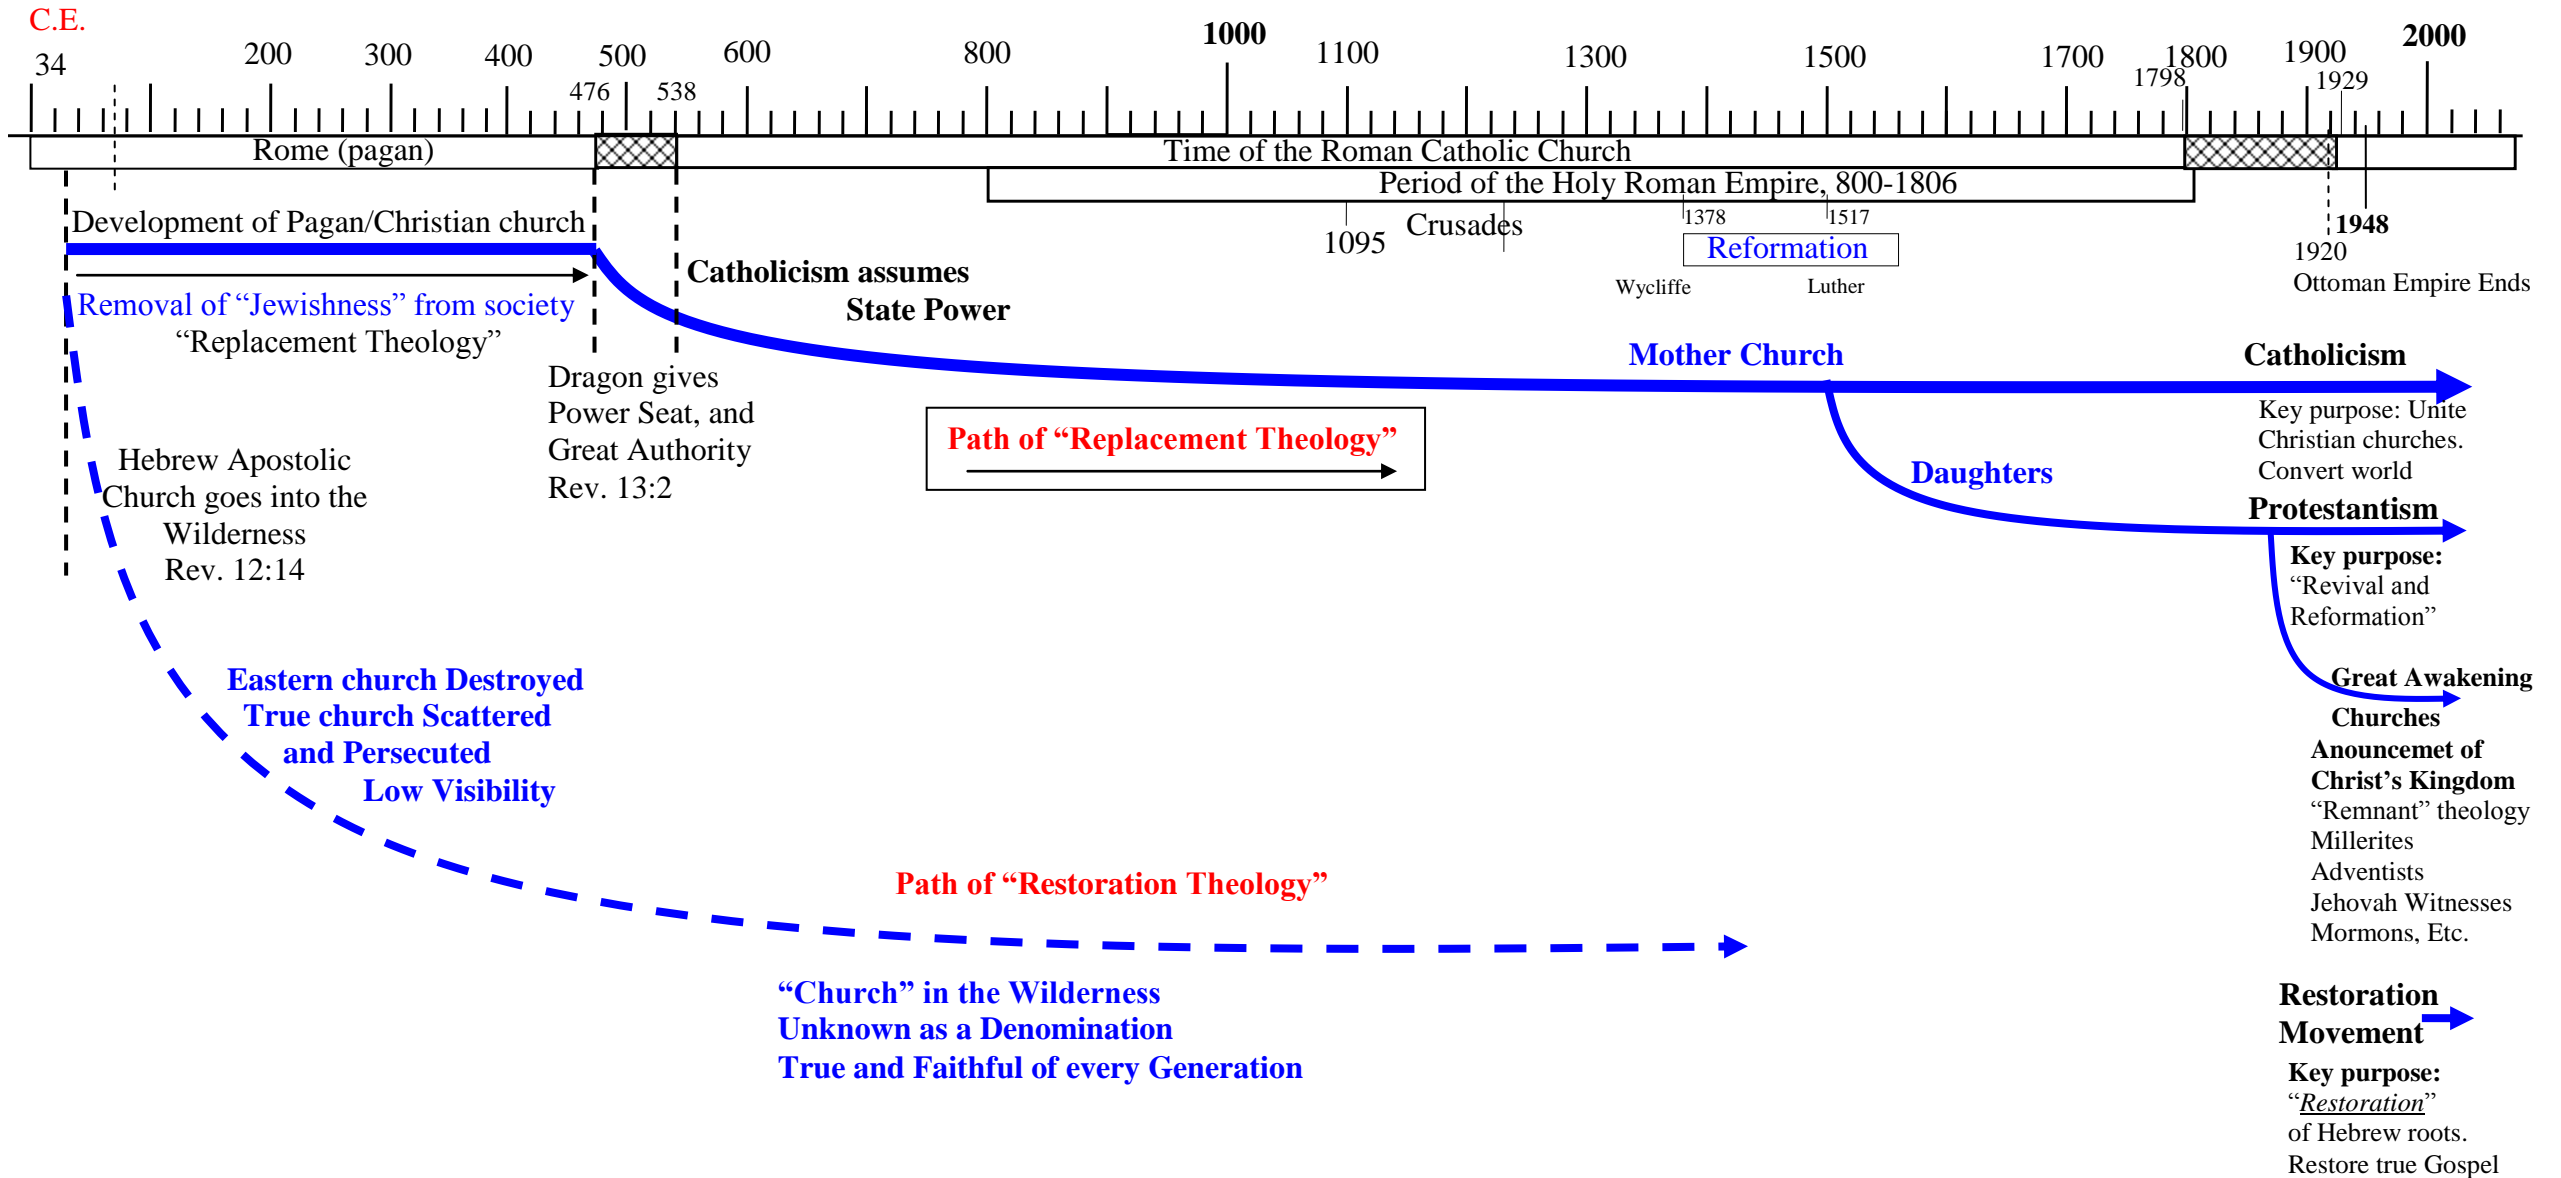 C.E.
34
200
300
400
500
600
800
1000
1100
1300
1500
1700
1800
1900
2000
476
538
1798
1929
Rome (pagan)
Time of the Roman Catholic Church
Period of the Holy Roman Empire, 800-1806
Development of Pagan/Christian church
Removal of “Jewishness” from society
“Replacement Theology”
Catholicism assumes
State Power
1095
Crusades
1378
1517
Reformation
Wycliffe
Luther
1948
1920
Ottoman Empire Ends
Dragon gives
Power Seat, and
Great Authority
Rev. 13:2
Hebrew Apostolic
Church goes into the
Wilderness
Rev. 12:14
Path of “Replacement Theology”
Mother Church
Daughters
Catholicism
Key purpose: Unite
Christian churches.
Convert world
Protestantism
Key purpose:
“Revival and
Reformation”
Great Awakening
Churches
Anouncemet of
Christ’s Kingdom
“Remnant” theology
Millerites
Adventists
Jehovah Witnesses
Mormons, Etc.
Eastern church Destroyed
True church Scattered
and Persecuted
Low Visibility
Path of “Restoration Theology”
“Church” in the Wilderness
Unknown as a Denomination
True and Faithful of every Generation
Restoration
Movement
Key purpose:
“Restoration”
of Hebrew roots.
Restore true Gospel